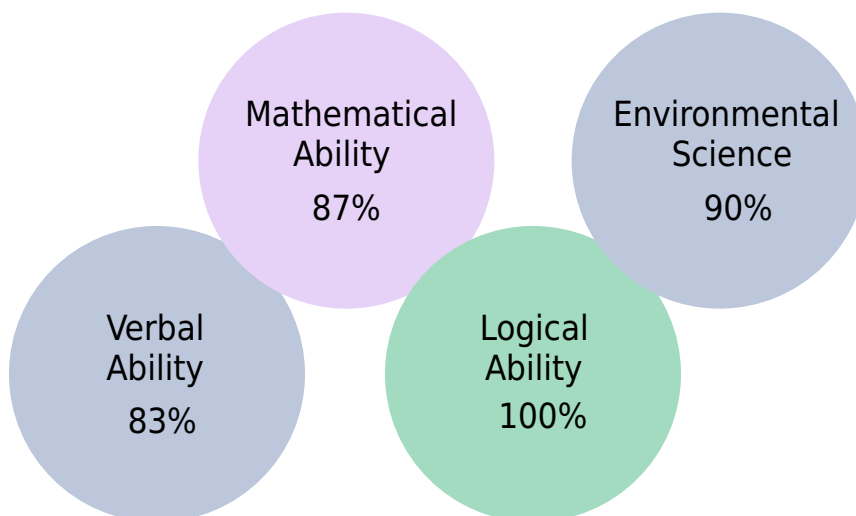 Mathematical
Ability
87%
Environmental
Science
90%
Verbal
Ability
83%
Logical
Ability
100%